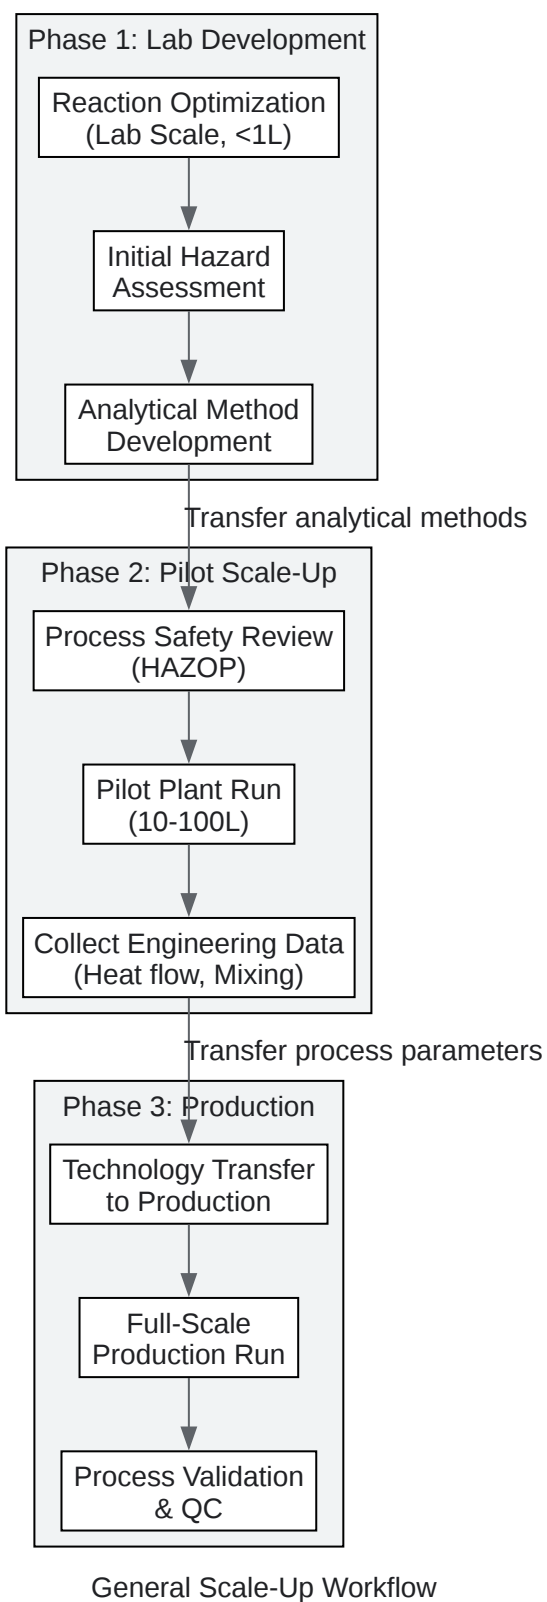 Phase 1: Lab Development
Reaction Optimization
(Lab Scale, <1L)
Initial Hazard
Assessment
Analytical Method
Development
Transfer analytical methods
Phase 2: Pilot Scale-Up
Process Safety Review
(HAZOP)
Pilot Plant Run
(10-100L)
Collect Engineering Data
(Heat flow, Mixing)
Transfer process parameters
Phase 3: Production
Technology Transfer
to Production
Full-Scale
Production Run
Process Validation
& QC
General Scale-Up Workflow